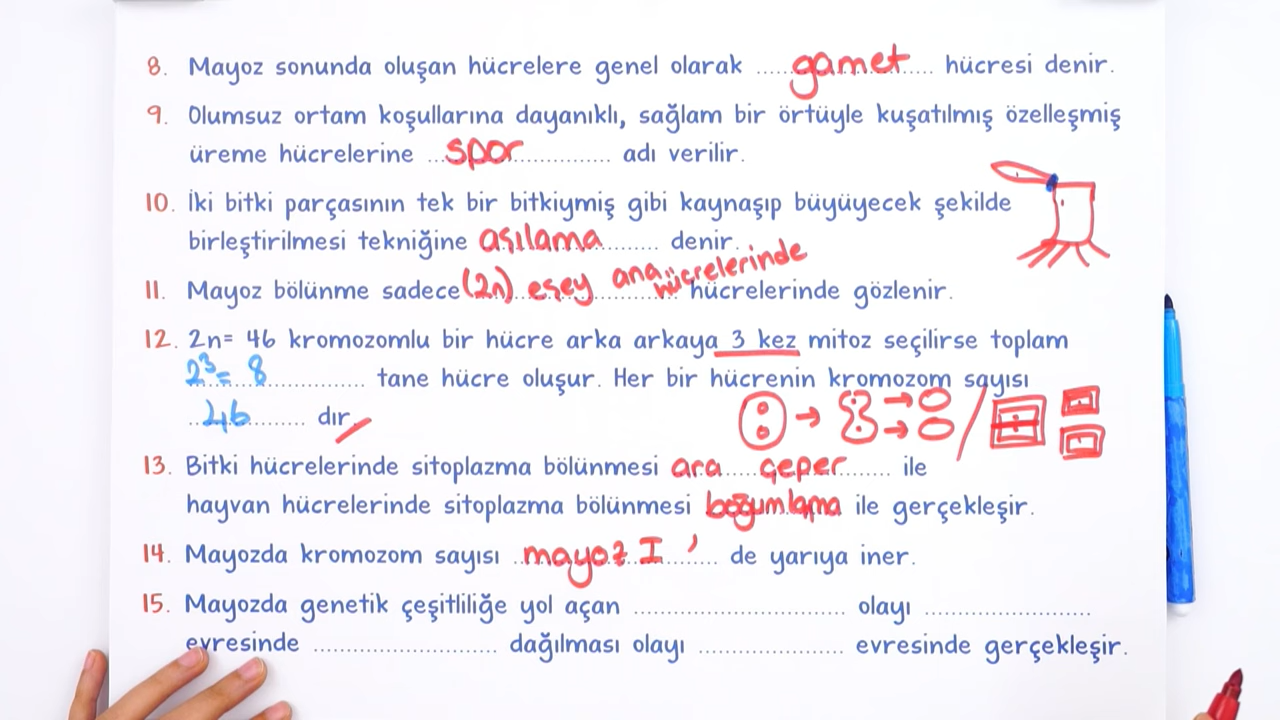 8. Mayoz sonunda oluşan hücrelere genel olarak ..... gamet ..... hücresi denir.
9. Olumsuz ortam koşullarına dayanıklı, sağlam bir örtüyle kuşatılmış özelleşmiş
üreme hücrelerine ... spor ............... adı verilir.
10. İki bitki parçasının tek bir bitkiymiş gibi kaynaşıp büyüyecek şekilde
birleştirilmesi tekniğine aşılama ........ denir.
11. Mayoz bölünme sadece (2n) eşey ana hücrelerinde hücrelerinde gözlenir.
12. 2n= 46 kromozomlu bir hücre arka arkaya 3 kez mitoz seçilirse toplam
2³= 8 ............... tane hücre oluşur. Her bir hücrenin kromozom sayısı
.. 46 ......... dır.
13. Bitki hücrelerinde sitoplazma bölünmesi ara çeper ....... ile
hayvan hücrelerinde sitoplazma bölünmesi boğumlama ile gerçekleşir.
14. Mayozda kromozom sayısı .. mayoz I ' ..... de yarıya iner.
15. Mayozda genetik çeşitliliğe yol açan .............................. olayı ........................
evresinde .......................... dağılması olayı ..................... evresinde gerçekleşir.